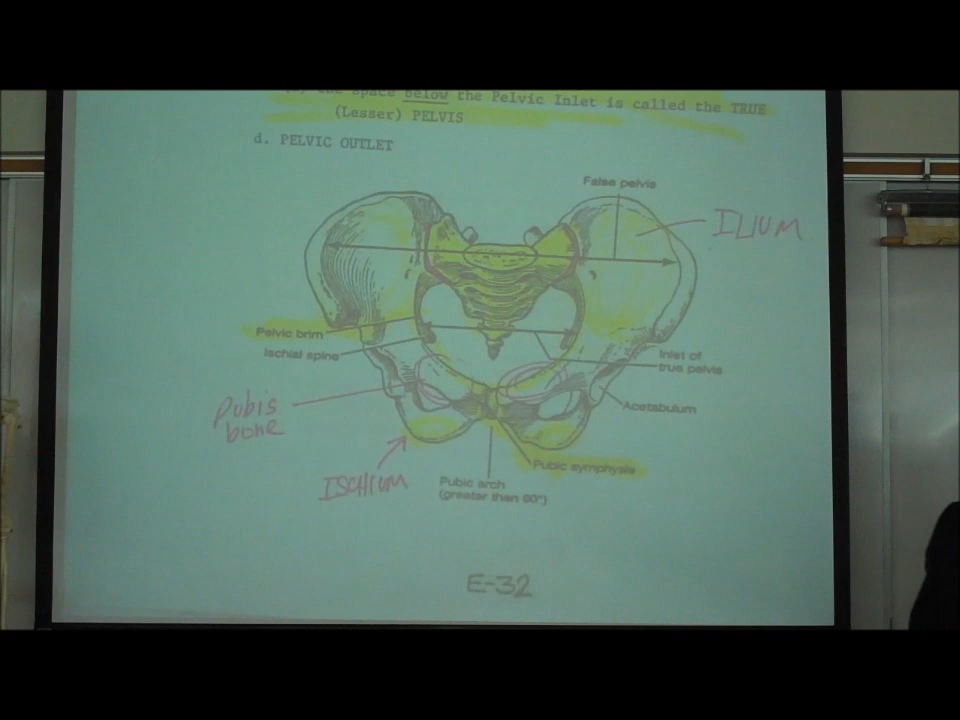 the space below the Pelvic Inlet is called the TRUE
(Lesser) PELVIS
d. PELVIC OUTLET
False pelvis
ILIUM
Pelvic brim
Ischial spine
Inlet of
true pelvis
Pubis
bone
Acetabulum
ISCHIUM
Pubic symphysis
Pubic arch
(greater than 90°)
E-32